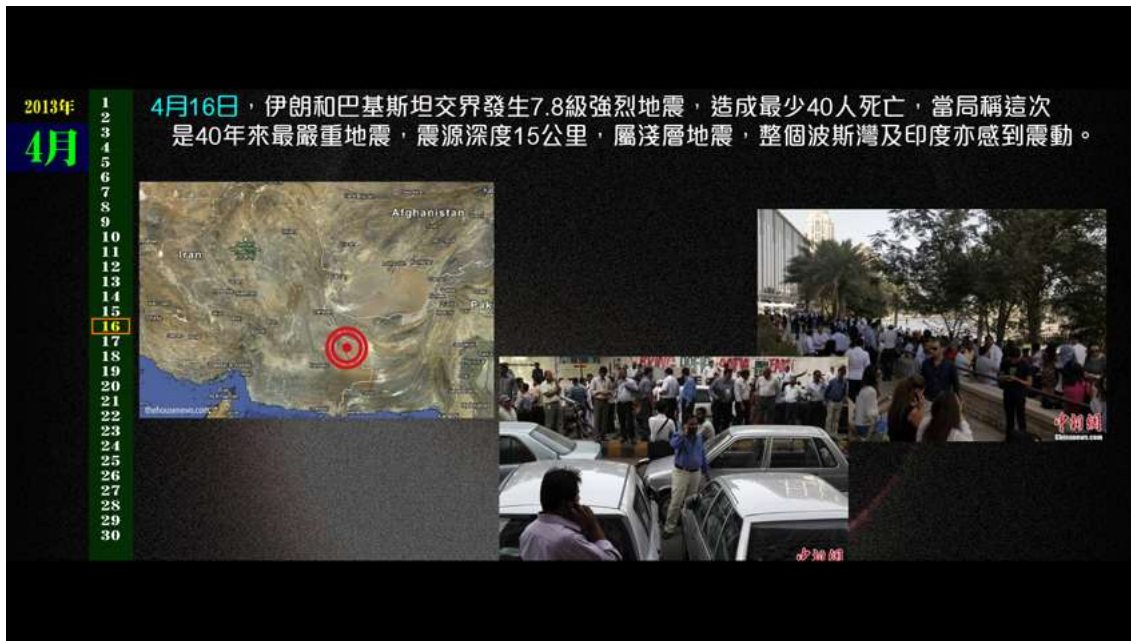 2013年
4月
1
2
3
4
5
6
7
8
9
10
11
12
13
14
15
16
17
18
19
20
21
22
23
24
25
26
27
28
29
30
4月16日，伊朗和巴基斯坦交界發生7.8級強烈地震，造成最少40人死亡，當局稱這次
是40年來最嚴重地震，震源深度15公里，屬淺層地震，整個波斯灣及印度亦感到震動。
Afghanistan
Iran
Pak
thehousenews.com
中新網
Chinanews.com
中新網